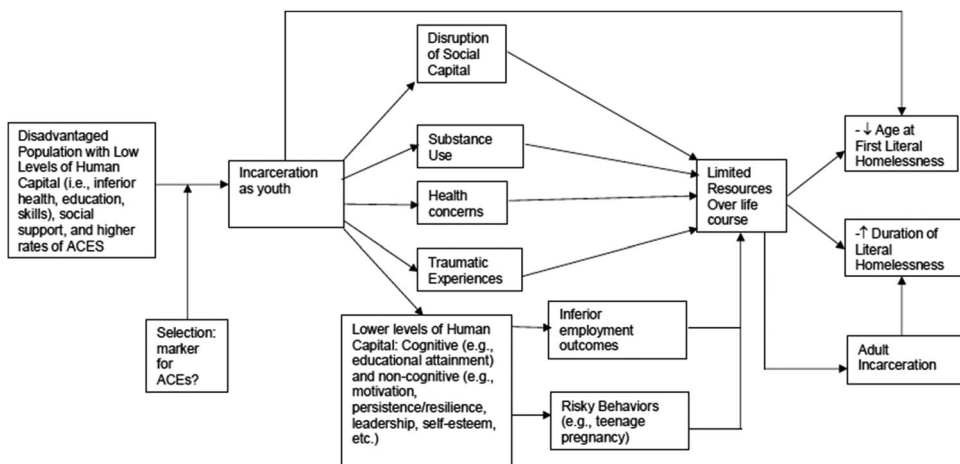 Disadvantaged
Population with Low
Levels of Human
Capital (i.e., inferior
health, education,
skills), social
support, and higher
rates of ACES
Selection:
marker
for
ACEs?
Incarceration
as youth
Disruption
of Social
Capital
Substance
Use
Health
concerns
Traumatic
Experiences
Lower levels of Human
Capital: Cognitive (e.g.,
educational attainment)
and non-cognitive (e.g.,
motivation,
persistence/resilience,
leadership, self-esteem,
etc.)
Inferior
employment
outcomes
Risky Behaviors
(e.g., teenage
pregnancy)
Limited
Resources
Over life
course
-↓ Age at
First Literal
Homelessness
-↑ Duration of
Literal
Homelessness
Adult
Incarceration